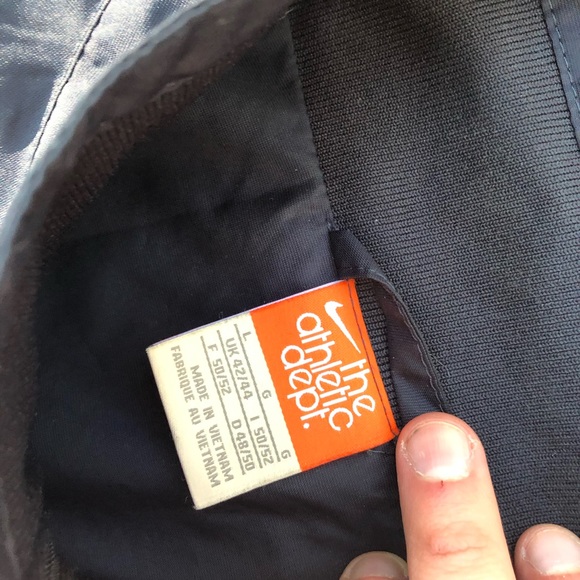 the
athletic
dept.
L G G
UK 42/44 I 50/52
F 50/52 D 48/50
MADE IN VIETNAM
FABRIQUE AU VIETNAM